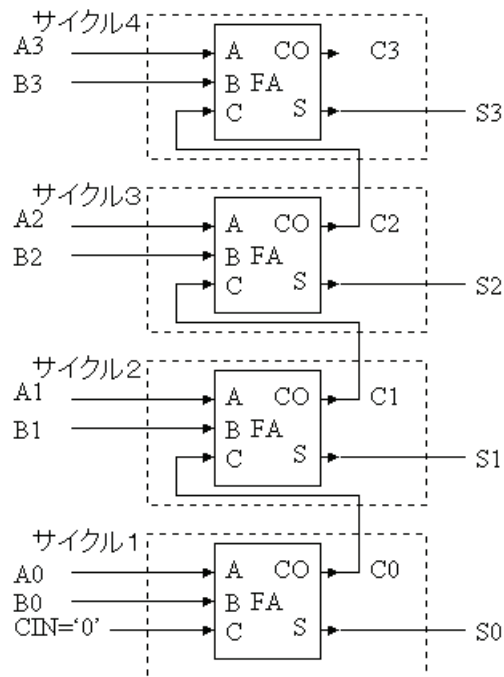 サイクル4
A3 A CO C3
B3 B FA
C S S3
サイクル3
A2 A CO C2
B2 B FA
C S S2
サイクル2
A1 A CO C1
B1 B FA
C S S1
サイクル1
A0 A CO C0
B0 B FA
CIN=‘0’ C S S0